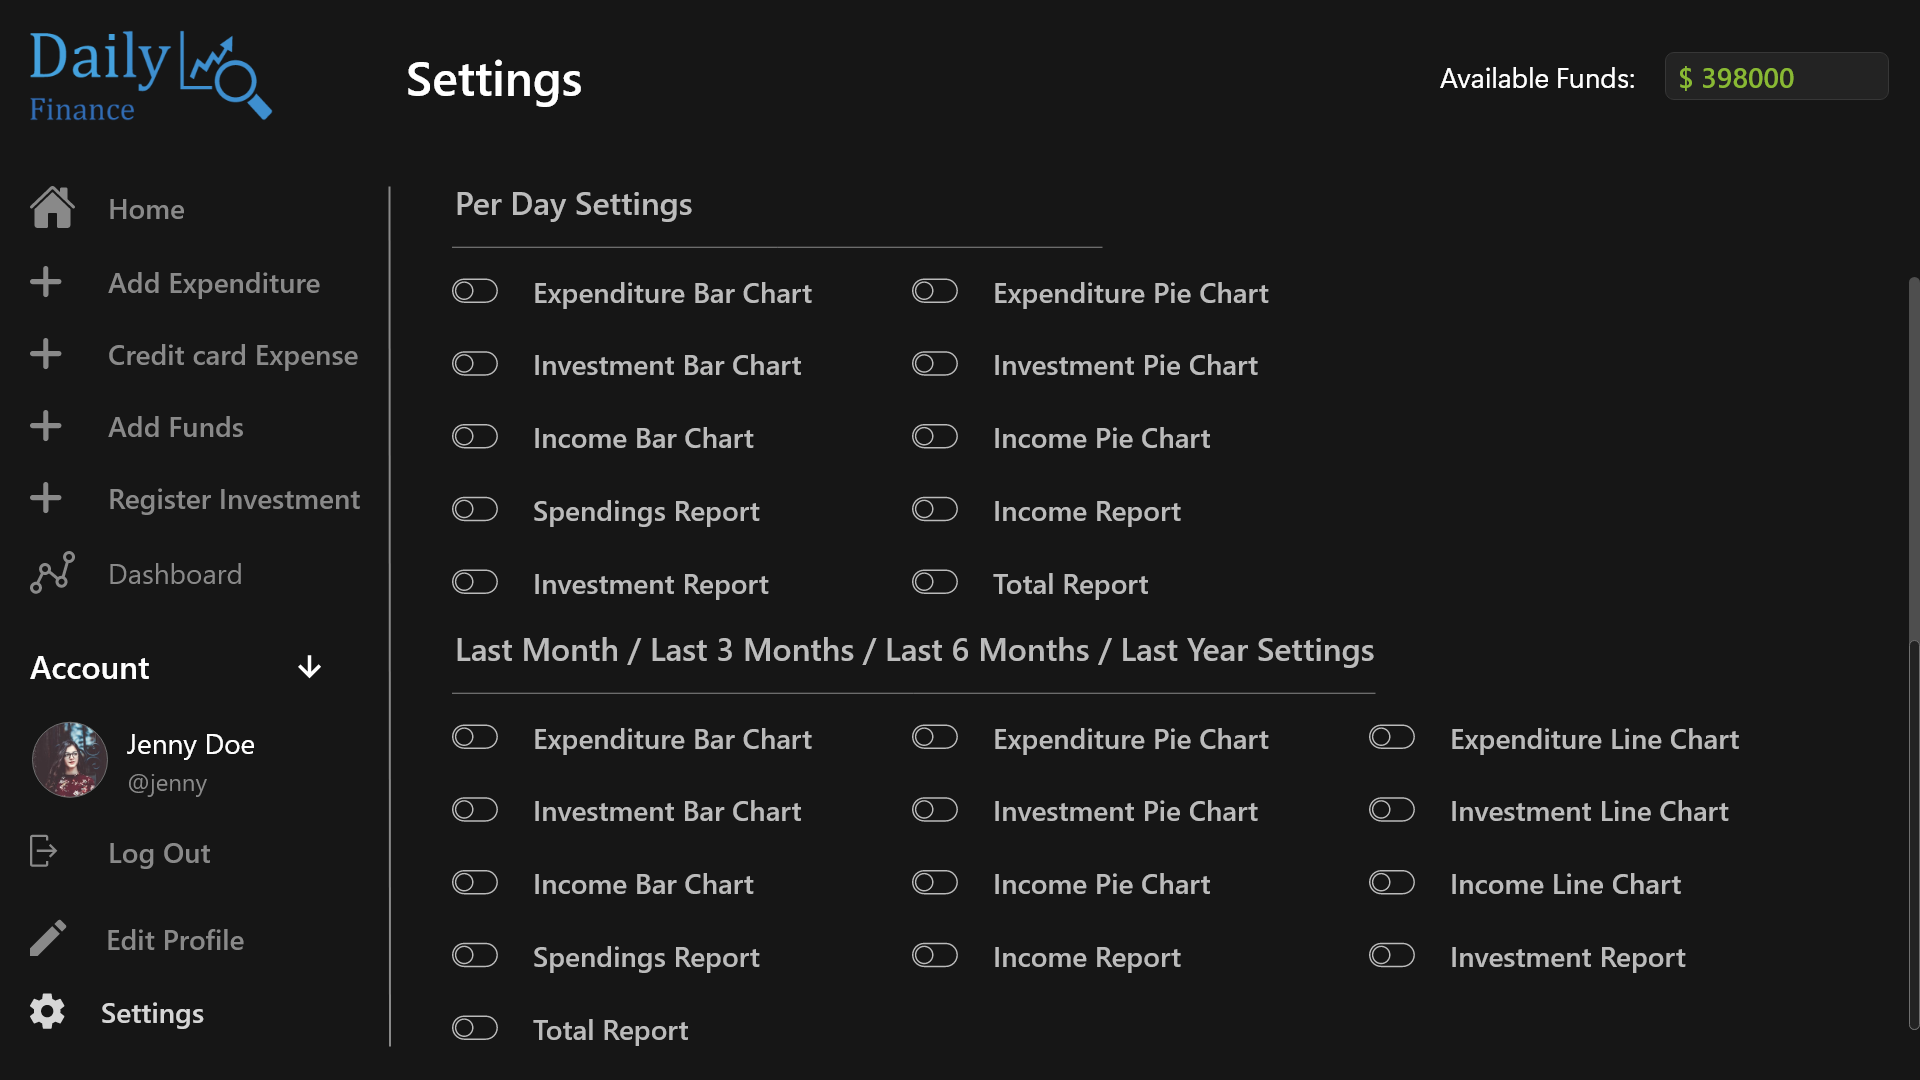 Daily
Finance
Settings
Available Funds:
$ 398000
Home
Add Expenditure
Credit card Expense
Add Funds
Register Investment
Dashboard
Account
Jenny Doe
@jenny
Log Out
Edit Profile
Settings
Per Day Settings
Expenditure Bar Chart
Expenditure Pie Chart
Investment Bar Chart
Investment Pie Chart
Income Bar Chart
Income Pie Chart
Spendings Report
Income Report
Investment Report
Total Report
Last Month / Last 3 Months / Last 6 Months / Last Year Settings
Expenditure Bar Chart
Expenditure Pie Chart
Expenditure Line Chart
Investment Bar Chart
Investment Pie Chart
Investment Line Chart
Income Bar Chart
Income Pie Chart
Income Line Chart
Spendings Report
Income Report
Investment Report
Total Report